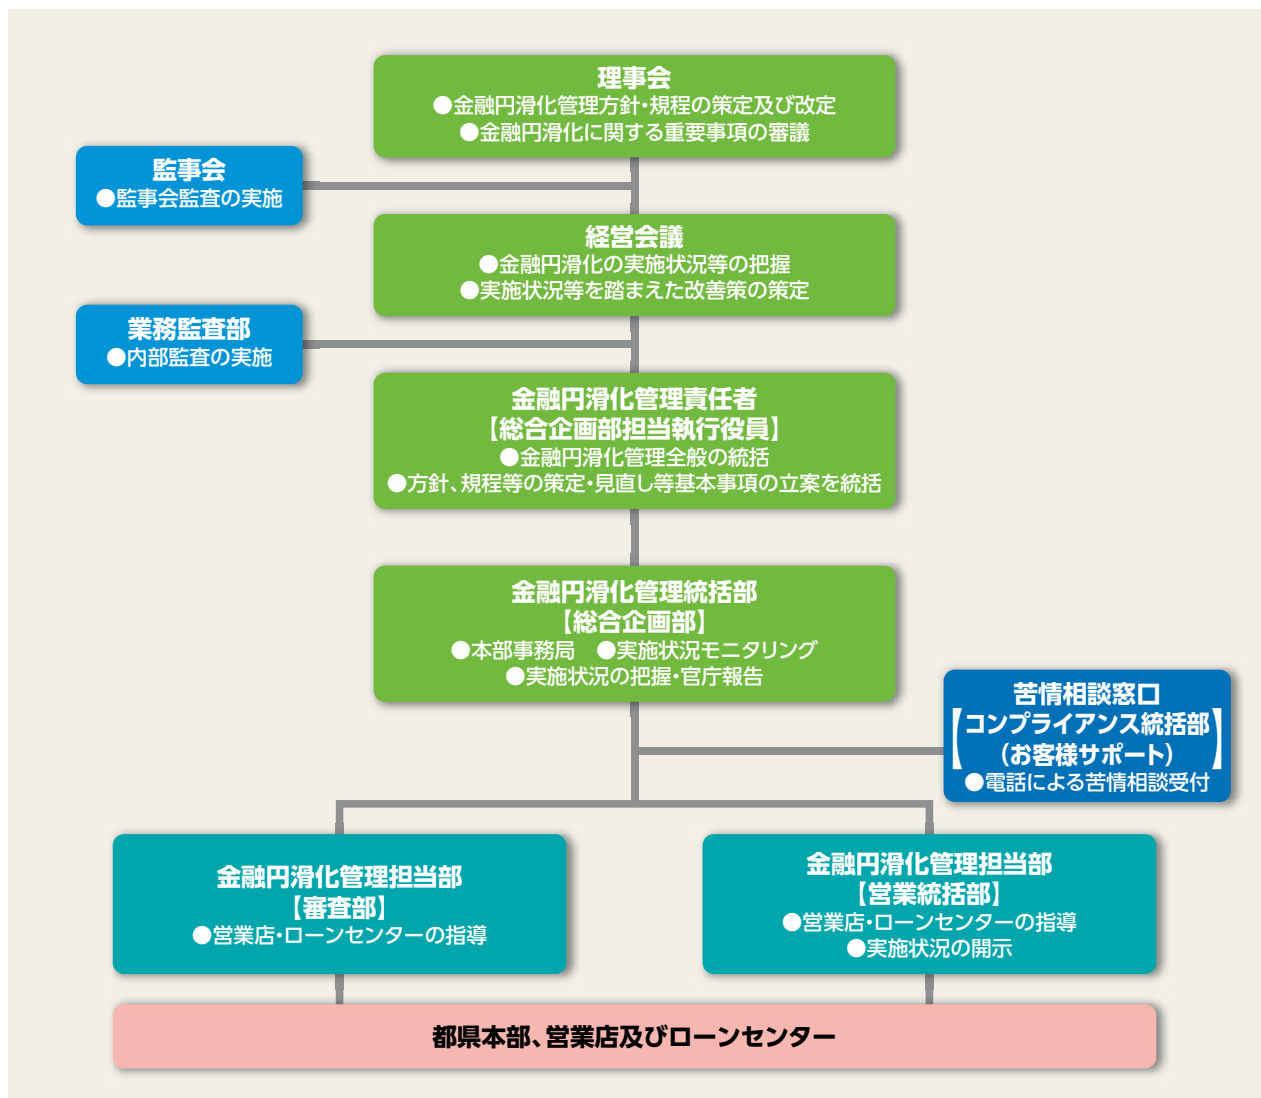 理事会
●金融円滑化管理方針・規程の策定及び改定
●金融円滑化に関する重要事項の審議
監事会
●監事会監査の実施
経営会議
●金融円滑化の実施状況等の把握
●実施状況等を踏まえた改善策の策定
業務監査部
●内部監査の実施
金融円滑化管理責任者
【総合企画部担当執行役員】
●金融円滑化管理全般の統括
●方針、規程等の策定・見直し等基本事項の立案を統括
金融円滑化管理統括部
【総合企画部】
●本部事務局　●実施状況モニタリング
●実施状況の把握・官庁報告
苦情相談窓口
【コンプライアンス統括部
（お客様サポート）】
●電話による苦情相談受付
金融円滑化管理担当部
【審査部】
●営業店・ローンセンターの指導
金融円滑化管理担当部
【営業統括部】
●営業店・ローンセンターの指導
●実施状況の開示
都県本部、営業店及びローンセンター